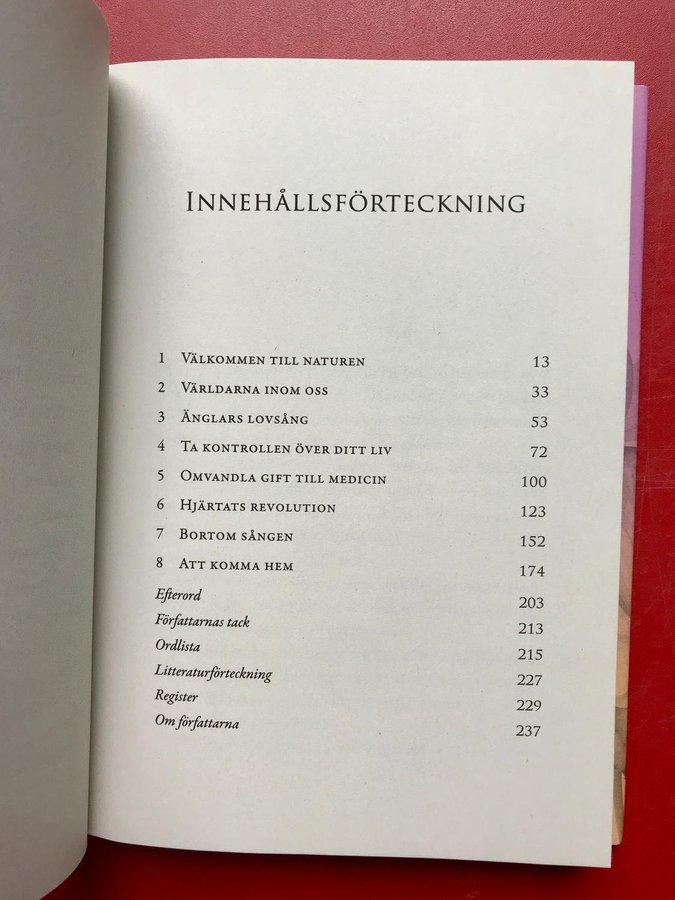 Innehållsförteckning
1 Välkommen till naturen 13
2 Världarna inom oss 33
3 Änglars lovsång 53
4 Ta kontrollen över ditt liv 72
5 Omvandla gift till medicin 100
6 Hjärtats revolution 123
7 Bortom sången 152
8 Att komma hem 174
Efterord 203
Författarnas tack 213
Ordlista 215
Litteraturförteckning 227
Register 229
Om författarna 237